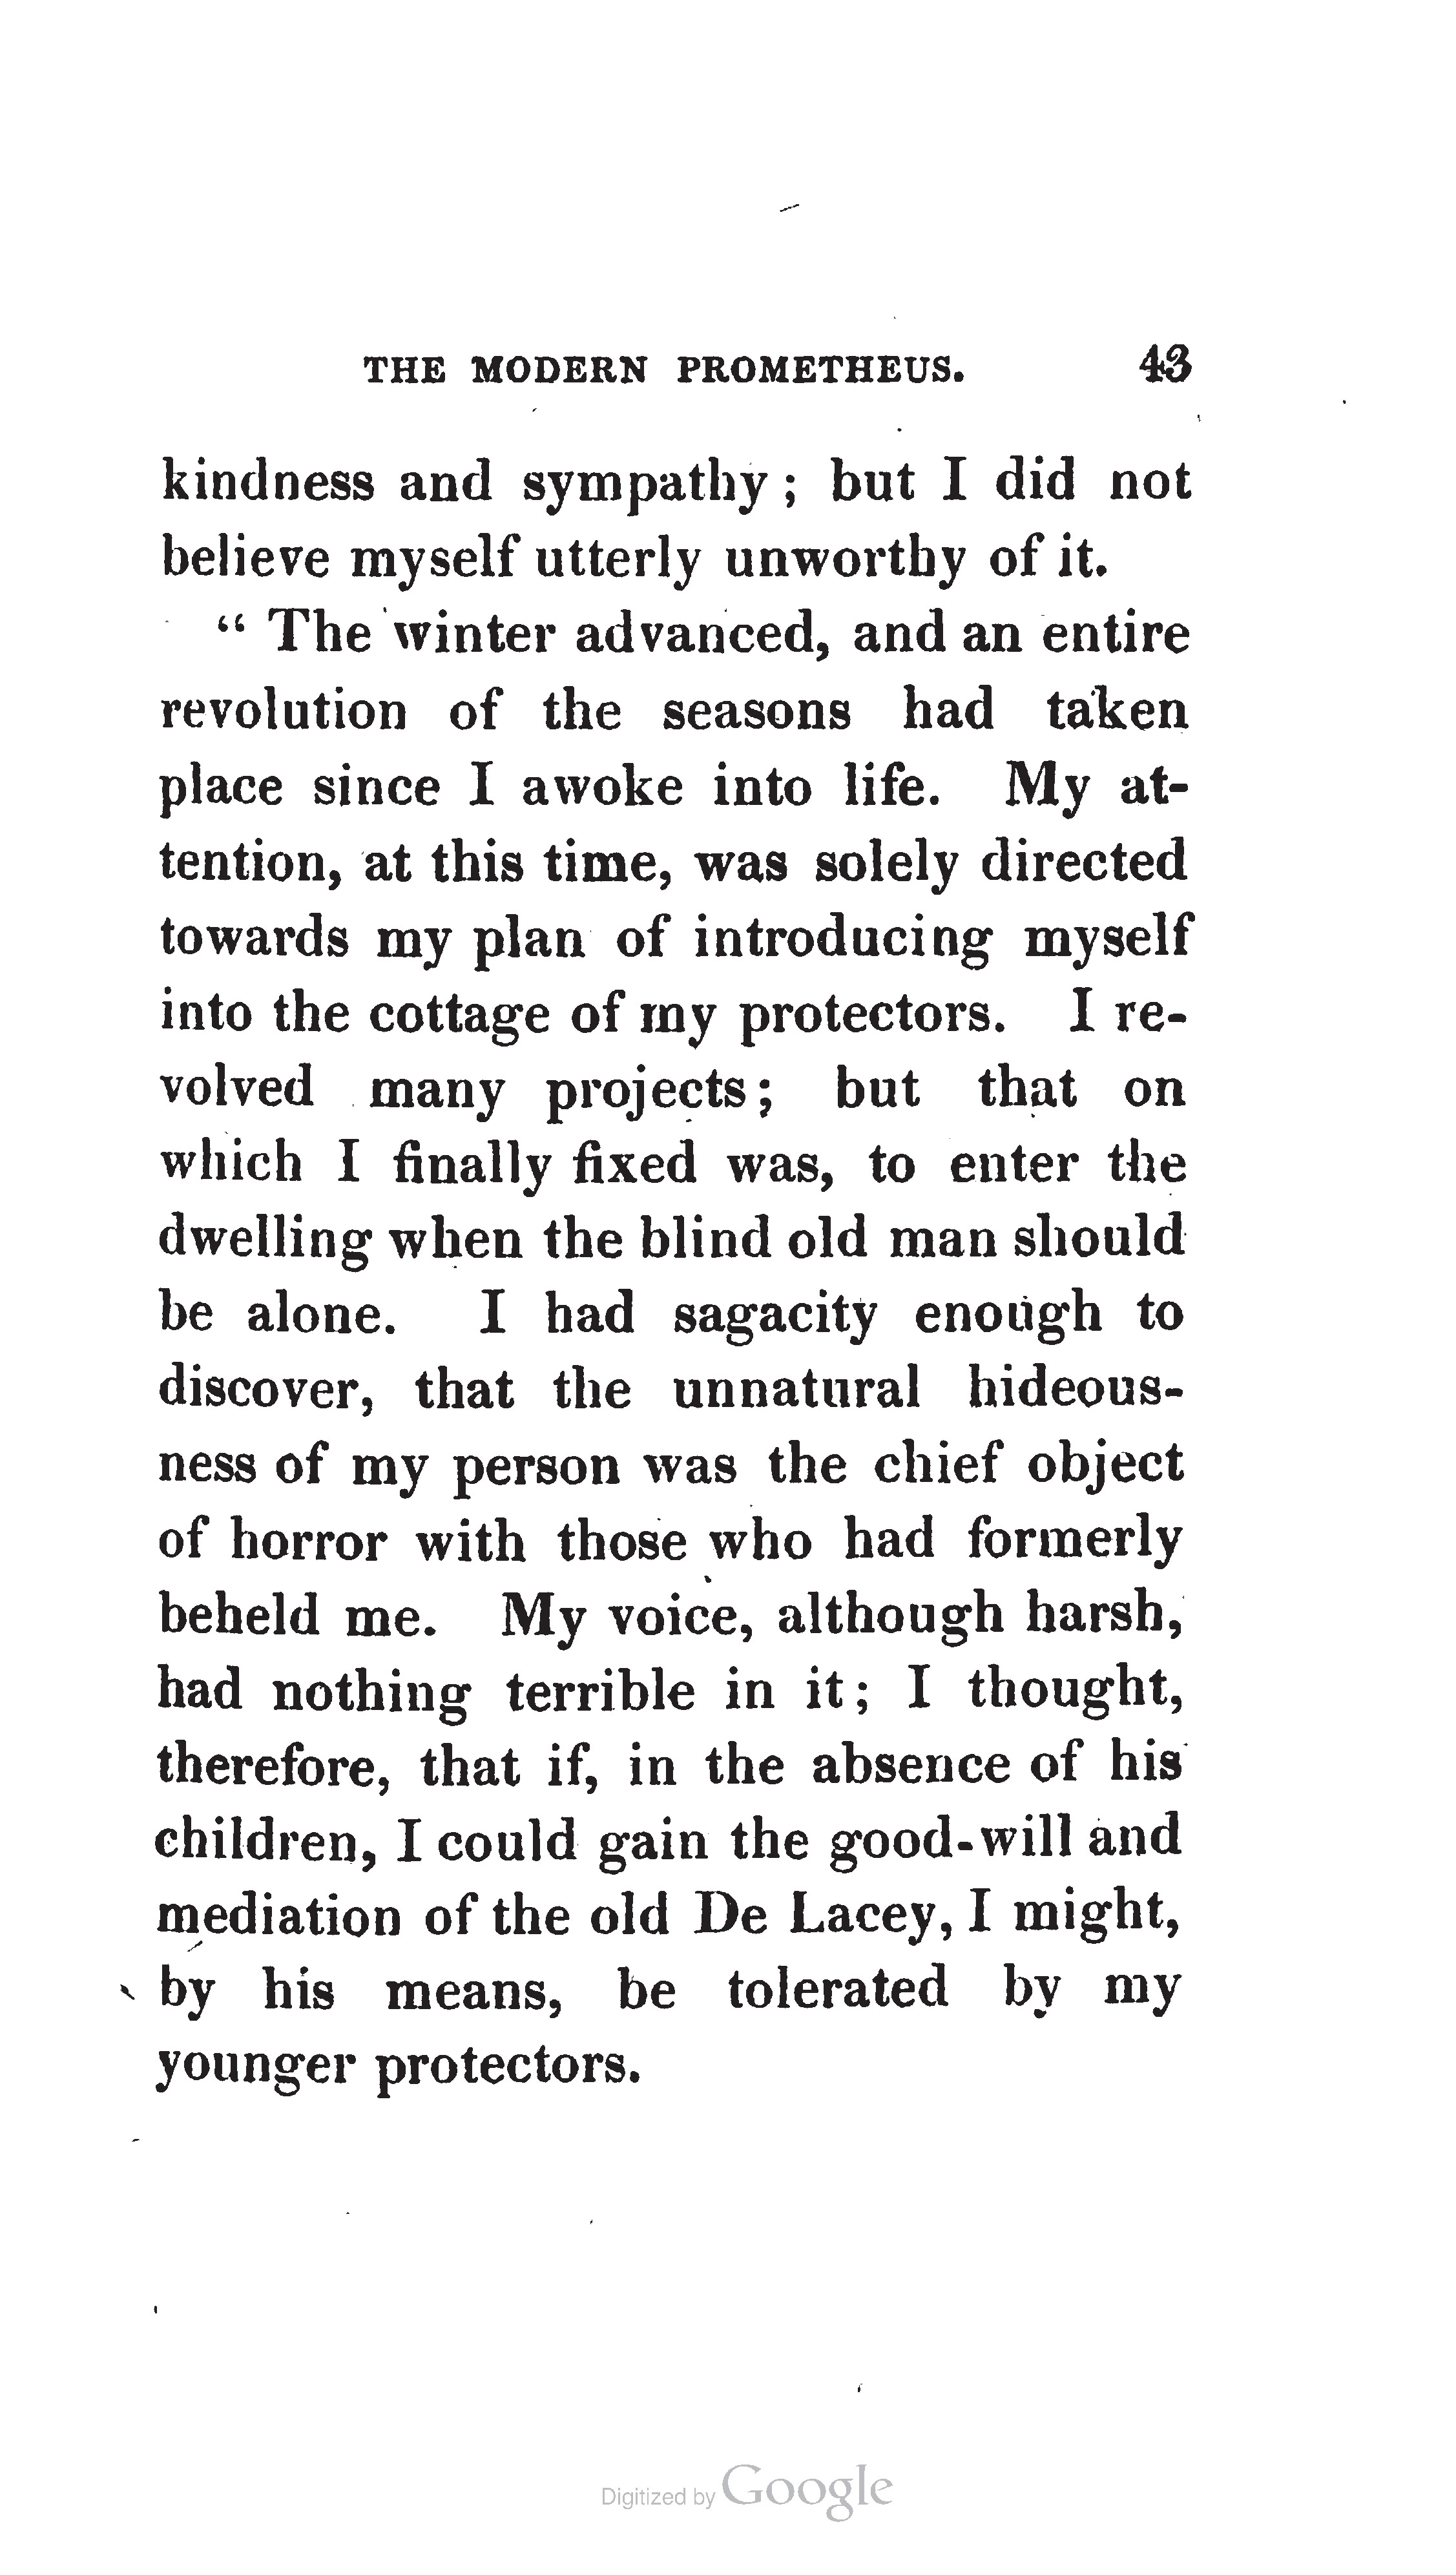 THE MODERN PROMETHEUS. 43
kindness and sympathy; but I did not
believe myself utterly unworthy of it.
“ The winter advanced, and an entire
revolution of the seasons had taken
place since I awoke into life. My at-
tention, at this time, was solely directed
towards my plan of introducing myself
into the cottage of my protectors. I re-
volved many projects; but that on
which I finally fixed was, to enter the
dwelling when the blind old man should
be alone. I had sagacity enough to
discover, that the unnatural hideous-
ness of my person was the chief object
of horror with those who had formerly
beheld me. My voice, although harsh,
had nothing terrible in it; I thought,
therefore, that if, in the absence of his
children, I could gain the good-will and
mediation of the old De Lacey, I might,
by his means, be tolerated by my
younger protectors.
Digitized by Google